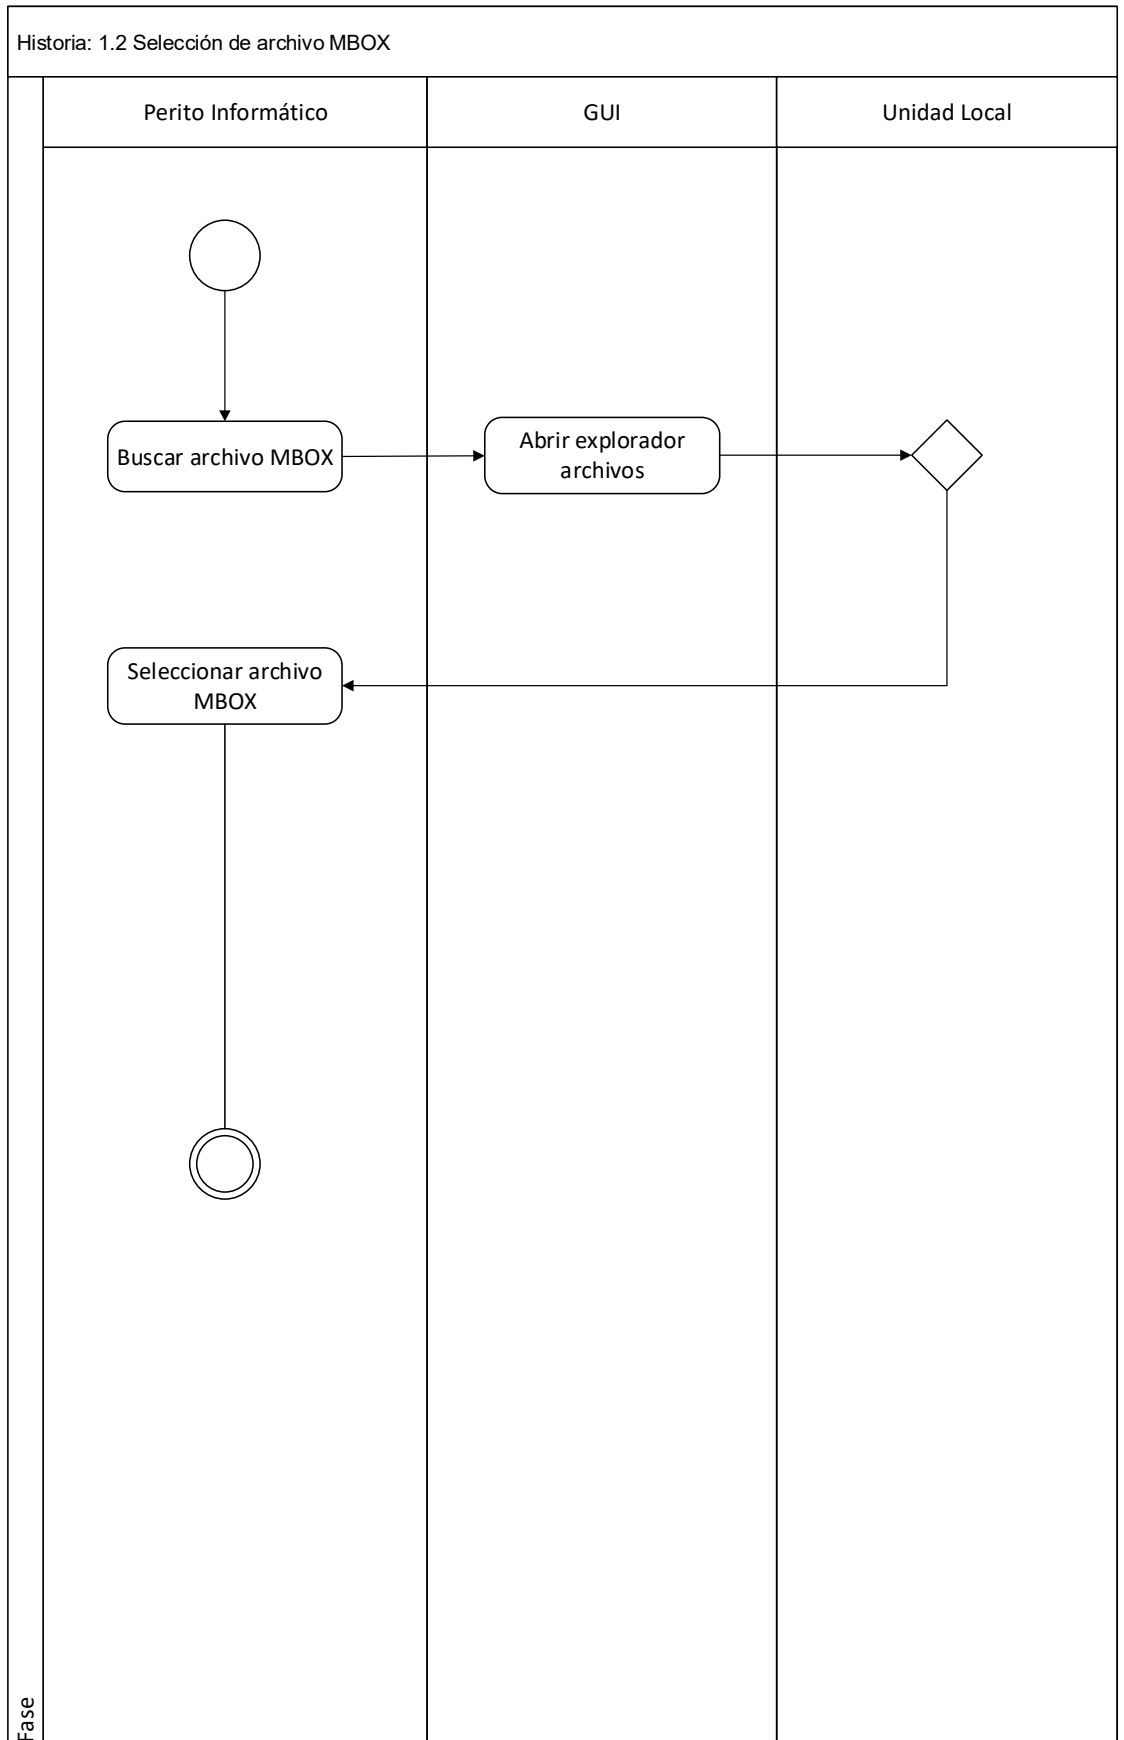 Historia: 1.2 Selección de archivo MBOX
Perito Informático
GUI
Unidad Local
Buscar archivo MBOX
Abrir explorador
archivos
Seleccionar archivo
MBOX
Fase